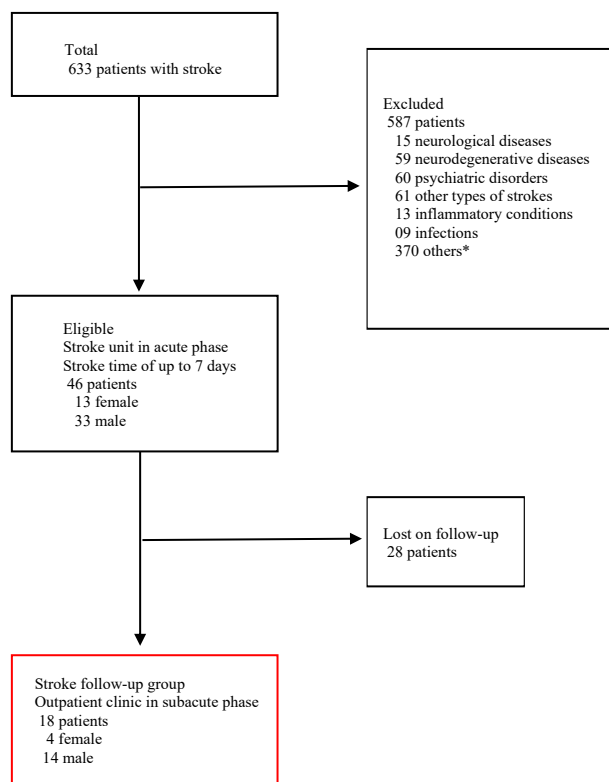 Total
633 patients with stroke
Excluded
587 patients
15 neurological diseases
59 neurodegenerative diseases
60 psychiatric disorders
61 other types of strokes
13 inflammatory conditions
09 infections
370 others*
Eligible
Stroke unit in acute phase
Stroke time of up to 7 days
46 patients
13 female
33 male
Lost on follow-up
28 patients
Stroke follow-up group
Outpatient clinic in subacute phase
18 patients
4 female
14 male